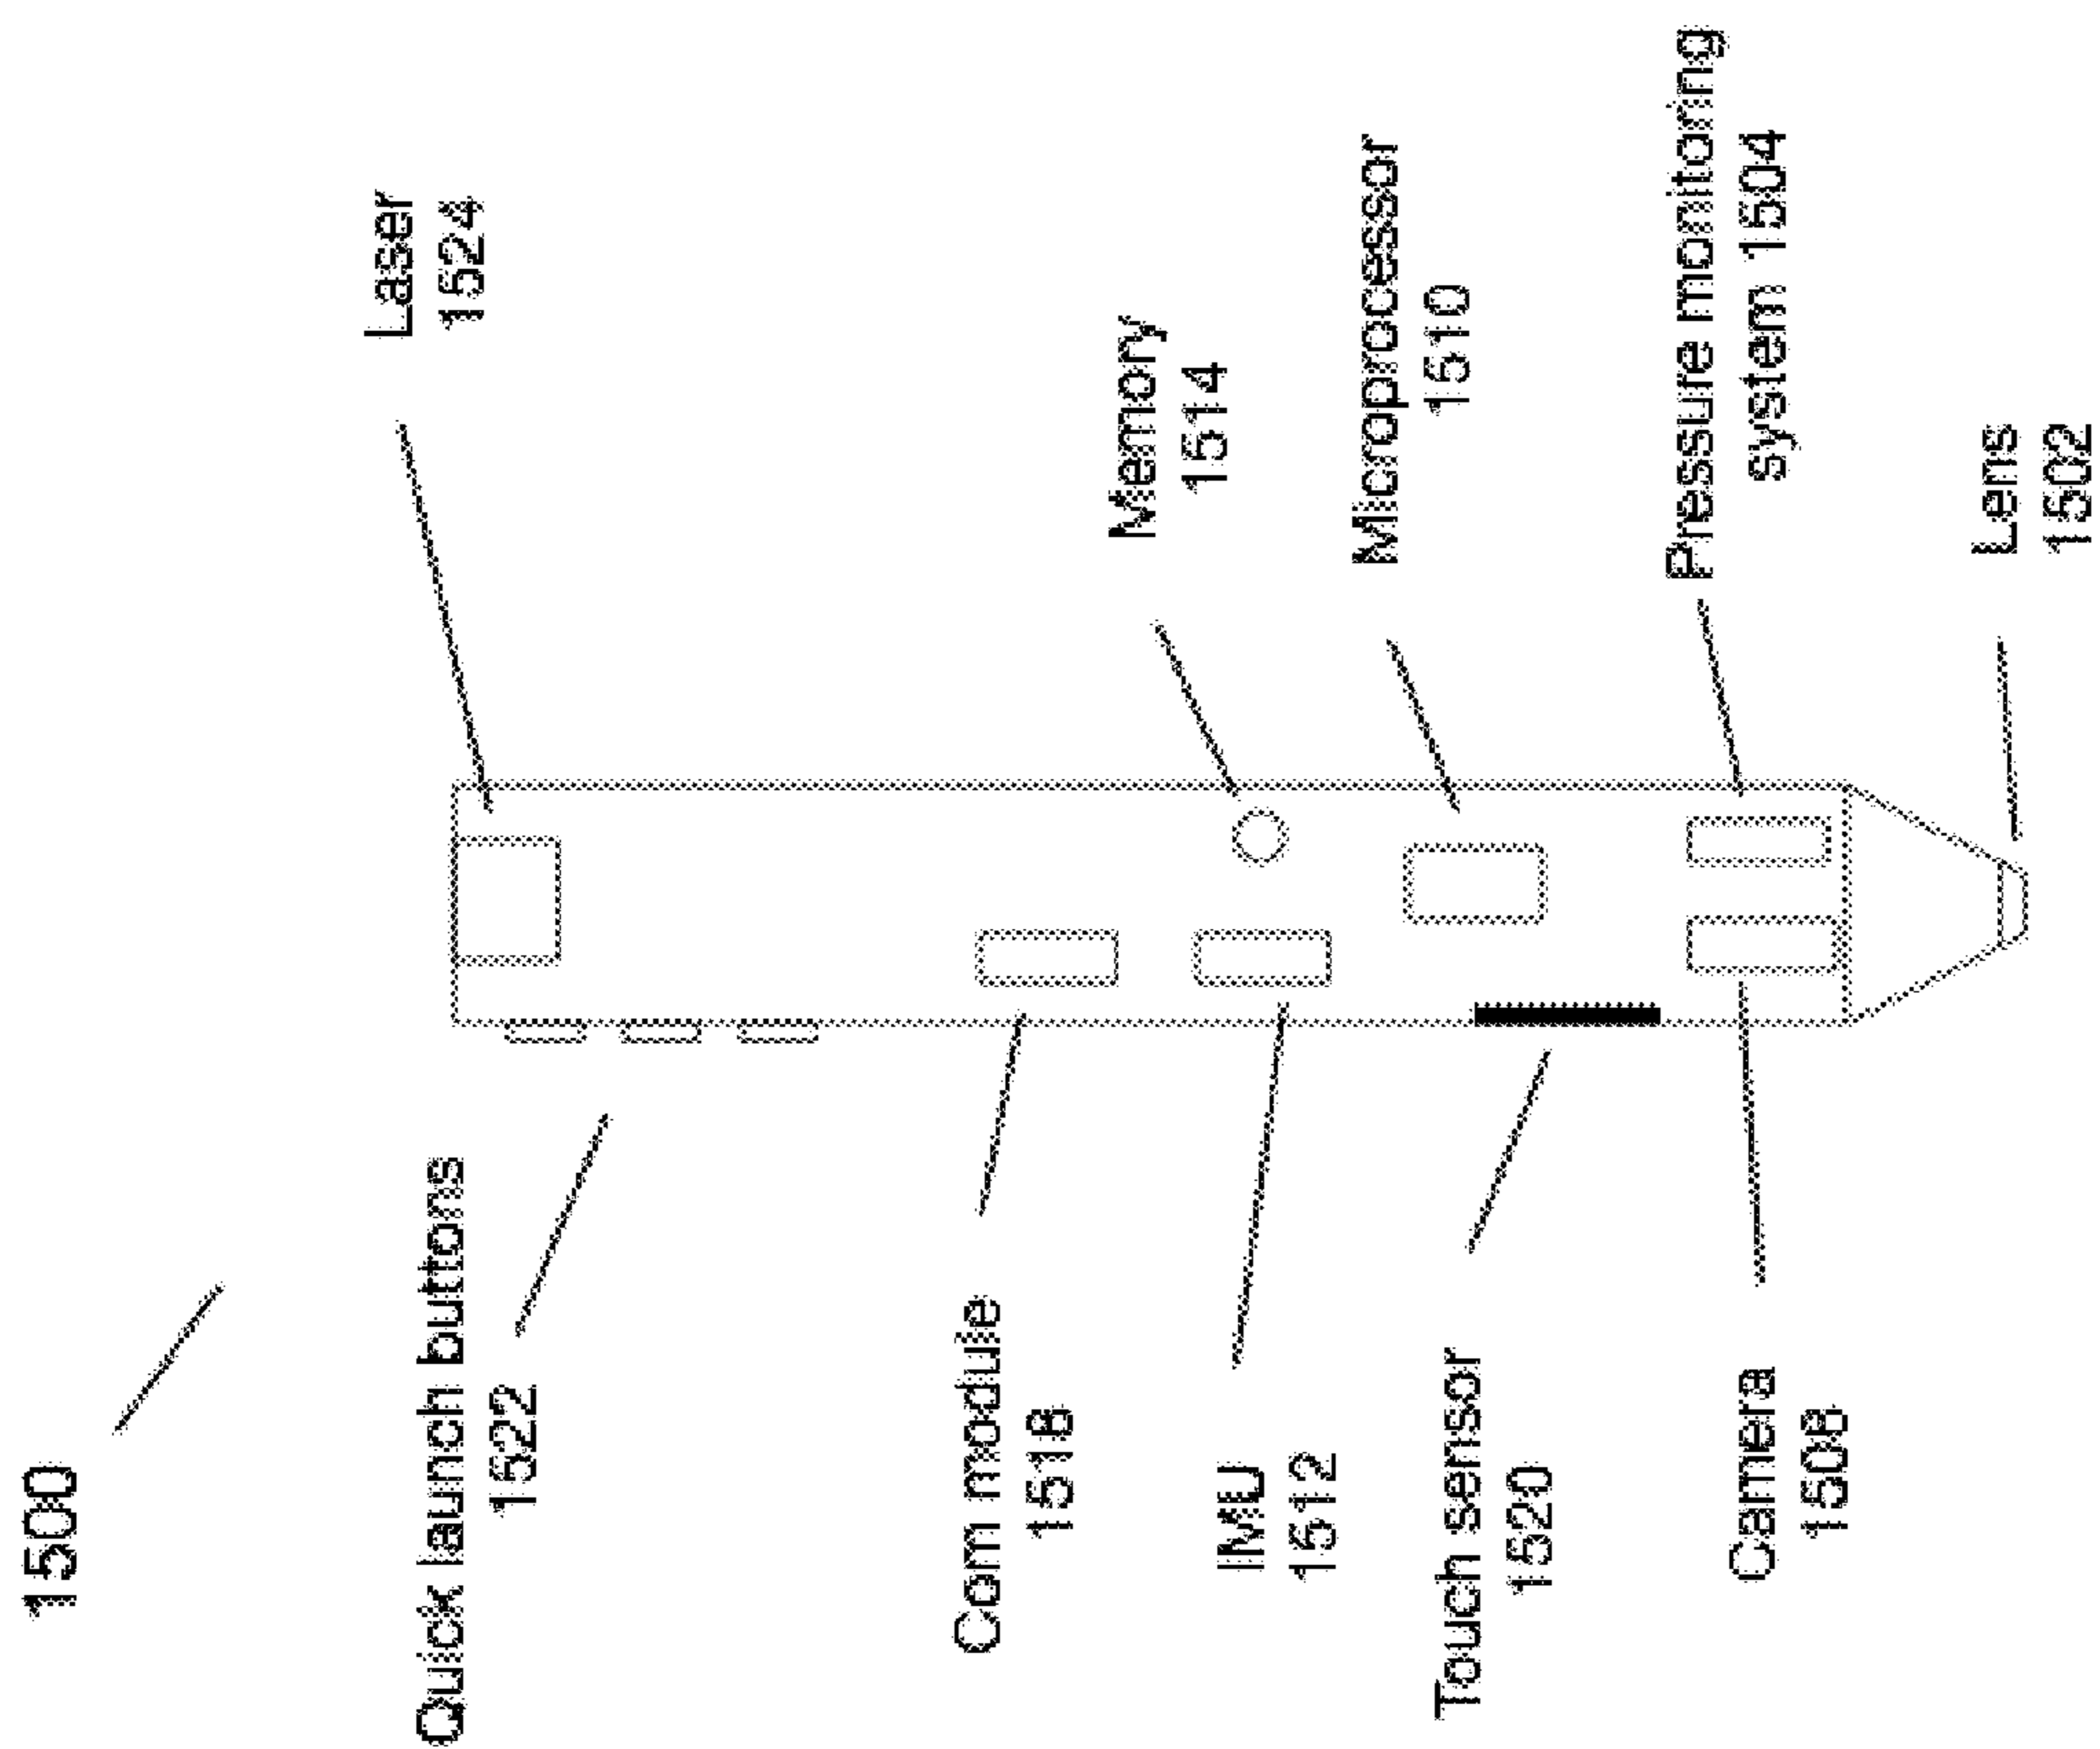 1500
Quick launch buttons
1522
Laser
1524
Com module
1518
Memory
1514
IMU
1512
Microprocessor
1510
Touch sensor
1520
Pressure monitoring
system 1504
Camera
1508
Lens
1502